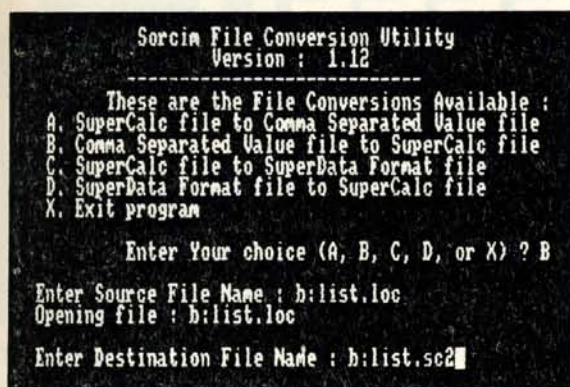 Sorcim File Conversion Utility
Version : 1.12
-----------------------------
These are the File Conversions Available :
A. SuperCalc file to Comma Separated Value file
B. Comma Separated Value file to SuperCalc file
C. SuperCalc file to SuperData Format file
D. SuperData Format file to SuperCalc file
X. Exit program
Enter Your choice (A, B, C, D, or X) ? B
Enter Source File Name : b:list.loc
Opening file : b:list.loc
Enter Destination File Name : b:list.sc2